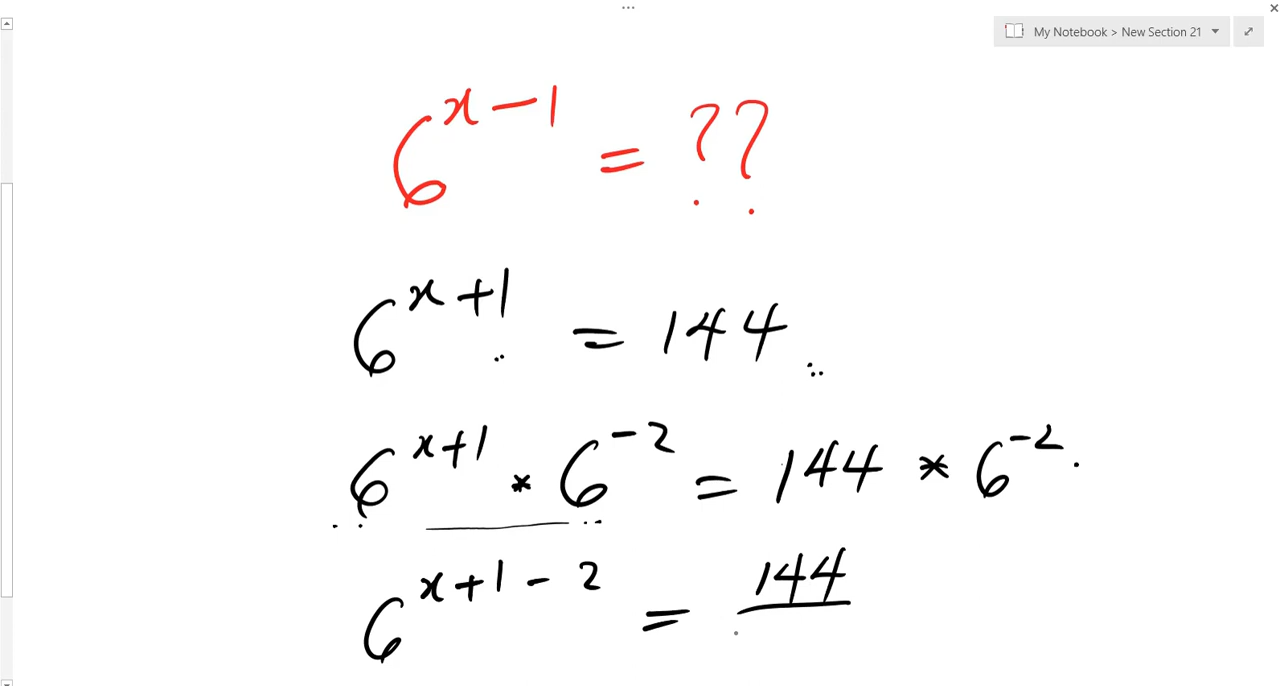 My Notebook > New Section 21
6^{x-1} = ??
6^{x+1} = 144
6^{x+1} * 6^{-2} = 144 * 6^{-2}
6^{x+1-2} = 144